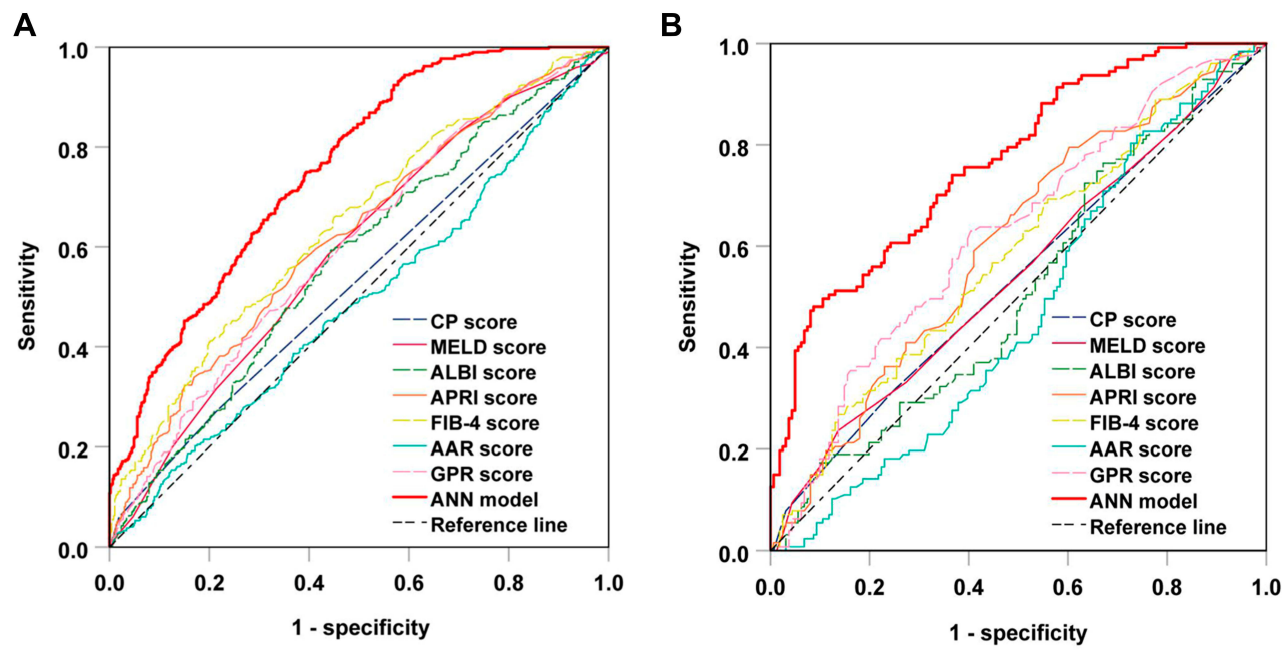 A
1.0
0.8
0.6
0.4
0.2
0.0
Sensitivity
CP score
MELD score
ALBI score
APRI score
FIB-4 score
AAR score
GPR score
ANN model
Reference line
0.0 0.2 0.4 0.6 0.8 1.0
1 - specificity
B
1.0
0.8
0.6
0.4
0.2
0.0
Sensitivity
CP score
MELD score
ALBI score
APRI score
FIB-4 score
AAR score
GPR score
ANN model
Reference line
0.0 0.2 0.4 0.6 0.8 1.0
1 - specificity